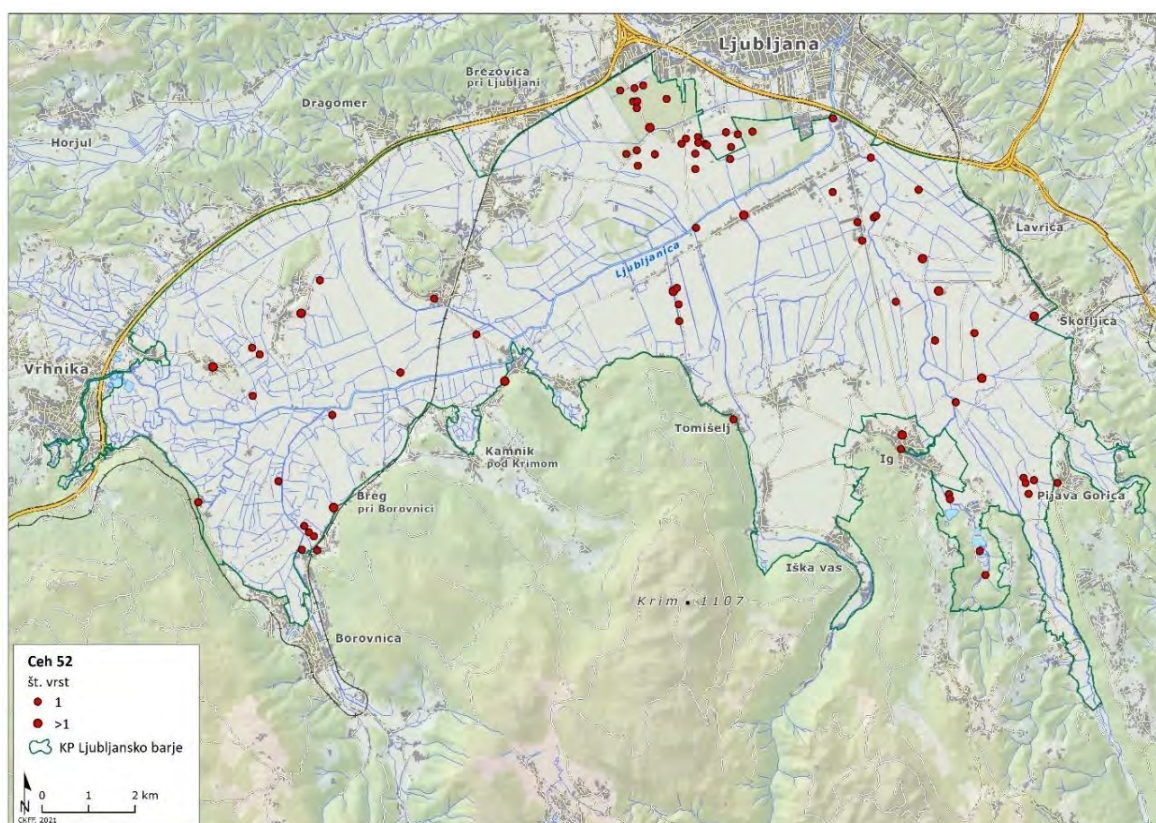 Ljubljana
Brezovica
pri Ljubljani
Dragomer
Horjul
Lavrica
Ljubljanica
Škofljica
Vrhnika
Tomišelj
Kamnik
pod Krimom
Ig
Breg
pri Borovnici
Pijava Gorica
Iška vas
Krim ▪ 1107
Borovnica
Ceh 52
št. vrst
1
>1
KP Ljubljansko barje
N
0 1 2 km
CKFF, 2021